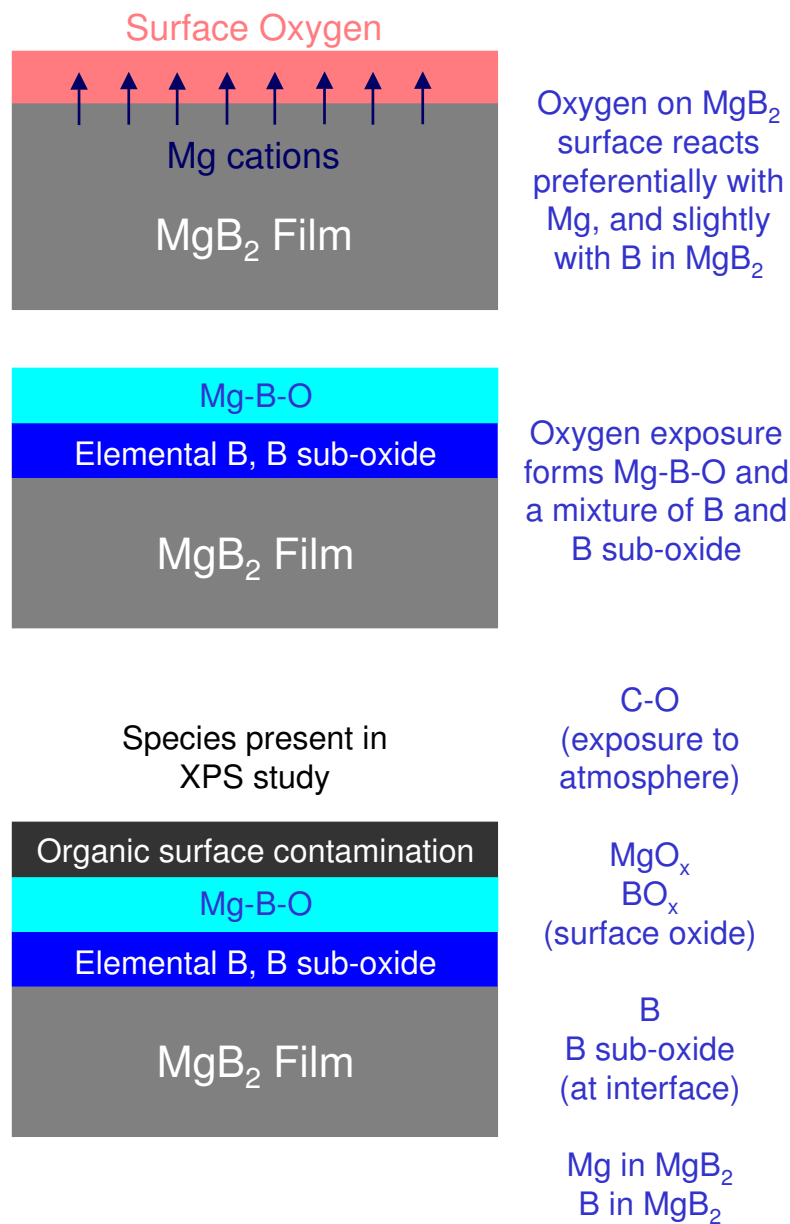 Surface Oxygen
Mg cations
MgB₂ Film
Oxygen on MgB₂
surface reacts
preferentially with
Mg, and slightly
with B in MgB₂
Mg-B-O
Elemental B, B sub-oxide
MgB₂ Film
Oxygen exposure
forms Mg-B-O and
a mixture of B and
B sub-oxide
Species present in
XPS study
C-O
(exposure to
atmosphere)
Organic surface contamination
Mg-B-O
Elemental B, B sub-oxide
MgB₂ Film
MgOₓ
BOₓ
(surface oxide)
B
B sub-oxide
(at interface)
Mg in MgB₂
B in MgB₂